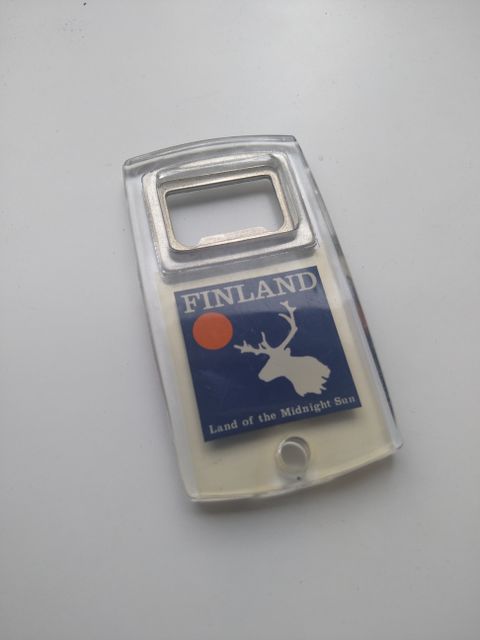 FINLAND
Land of the Midnight Sun